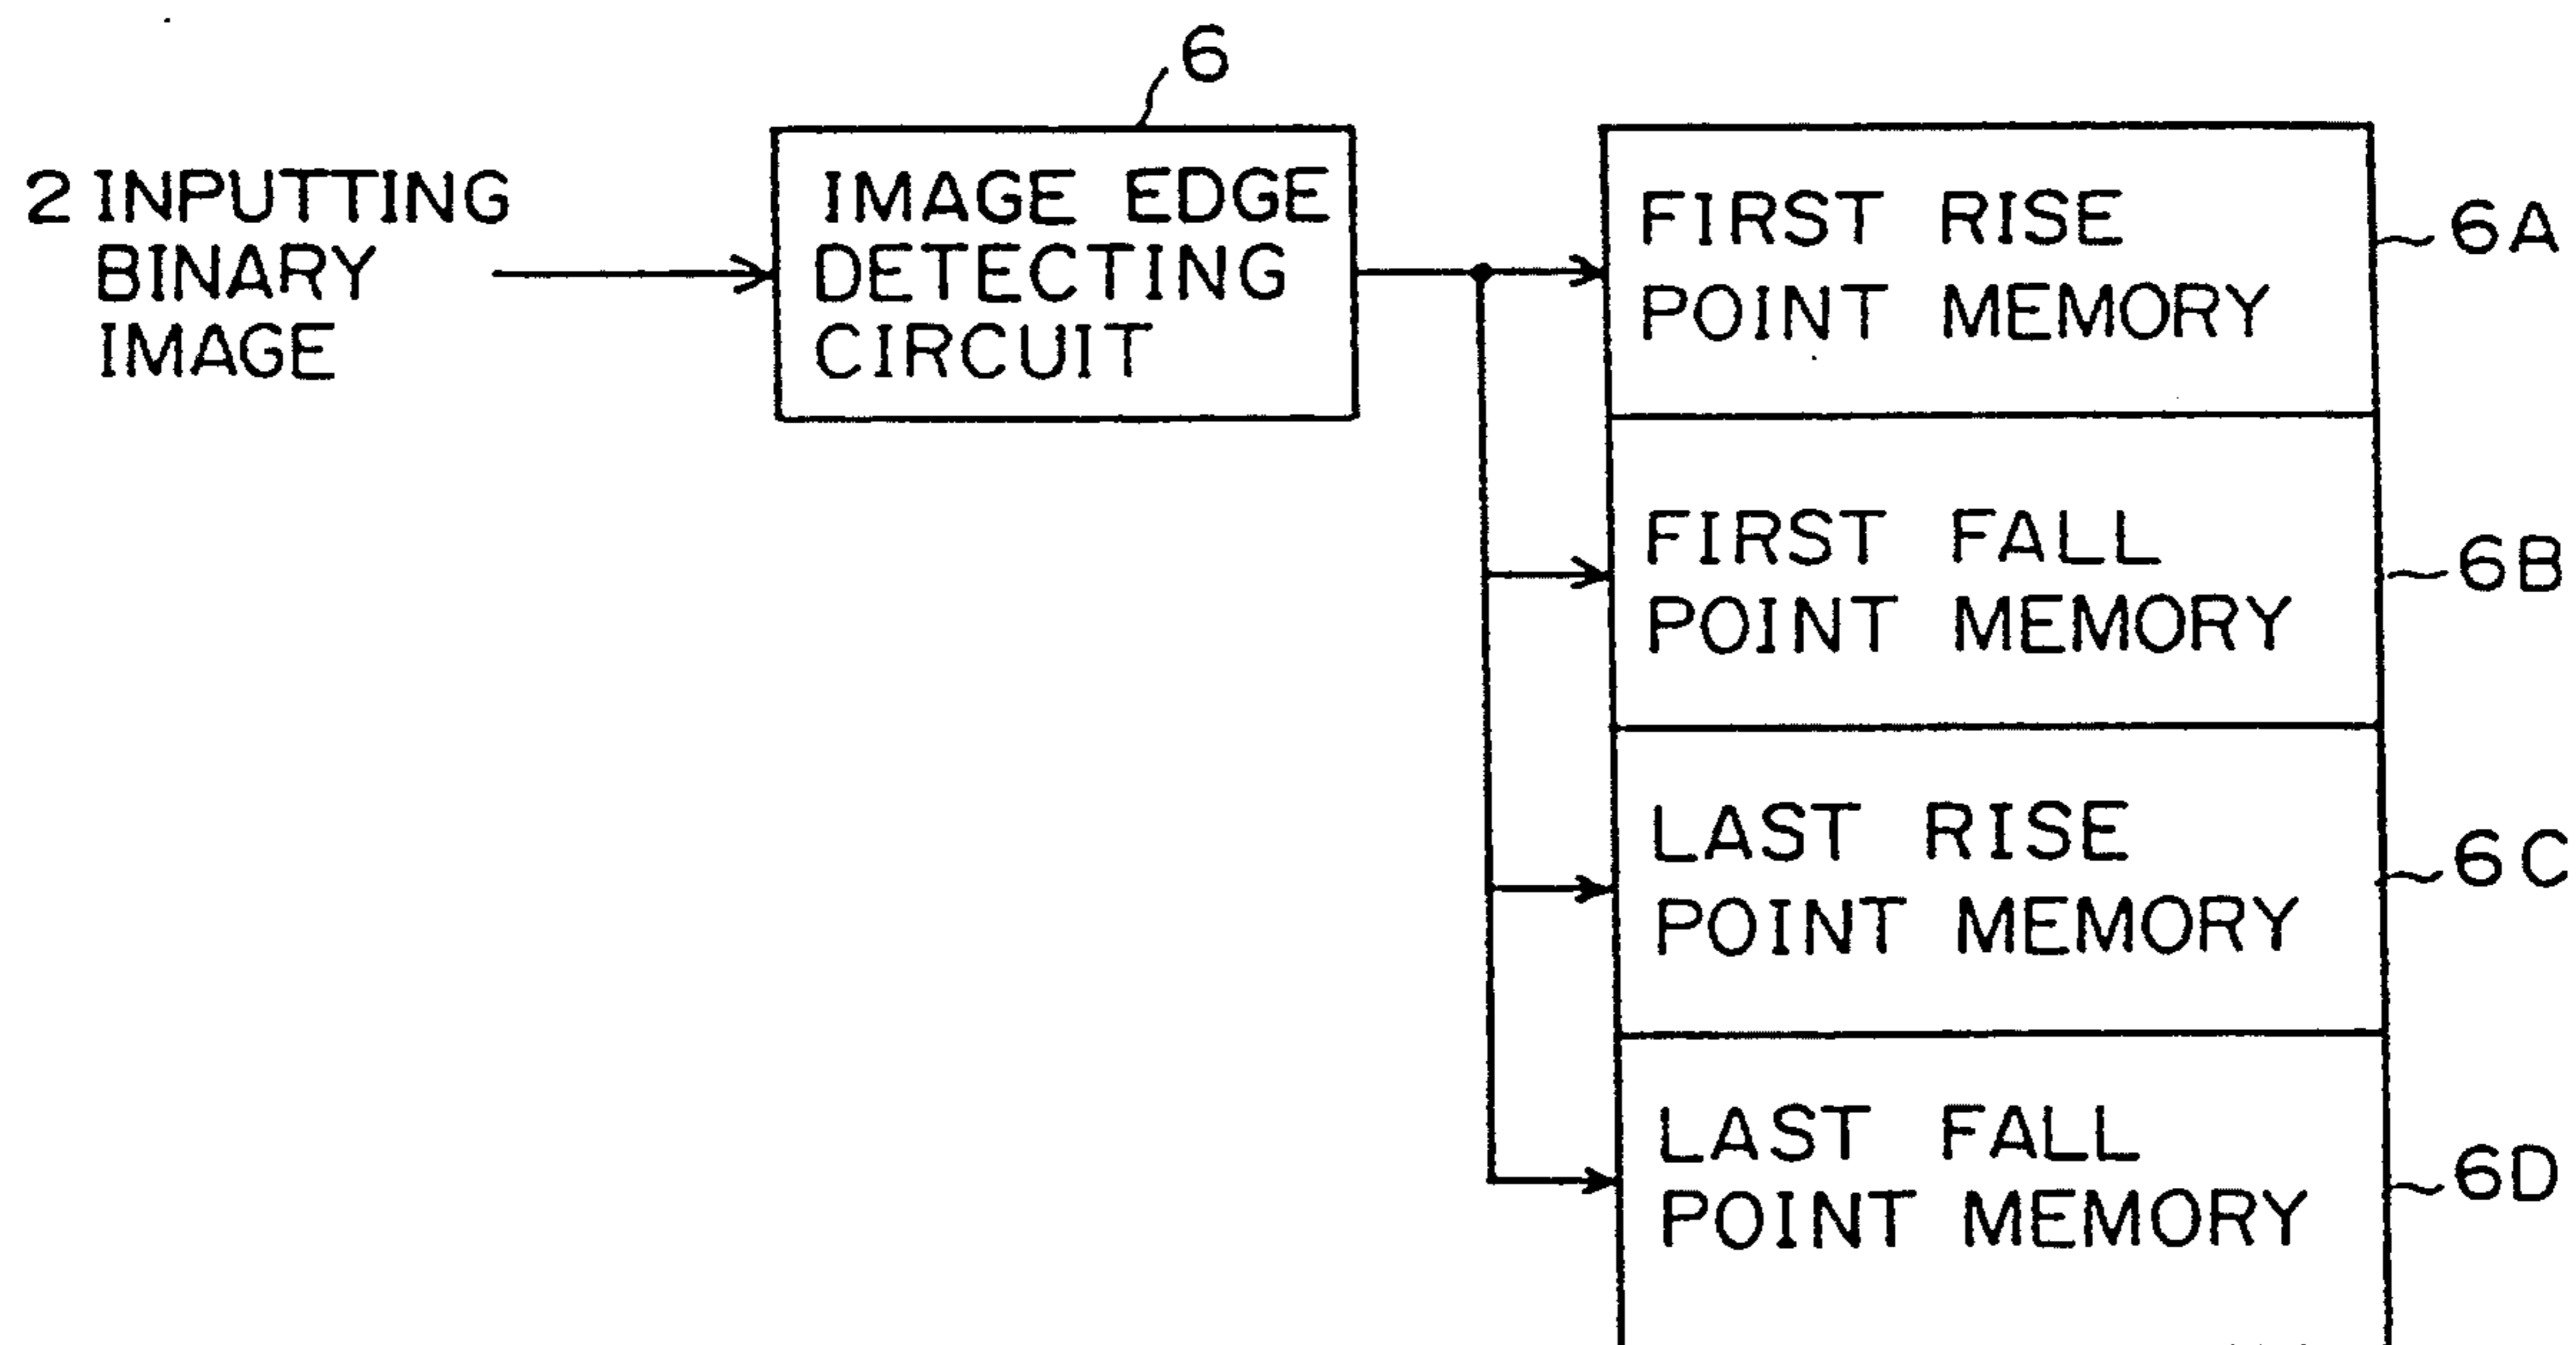 6
2 INPUTTING
BINARY
IMAGE
IMAGE EDGE
DETECTING
CIRCUIT
FIRST RISE
POINT MEMORY
6A
FIRST FALL
POINT MEMORY
6B
LAST RISE
POINT MEMORY
6C
LAST FALL
POINT MEMORY
6D